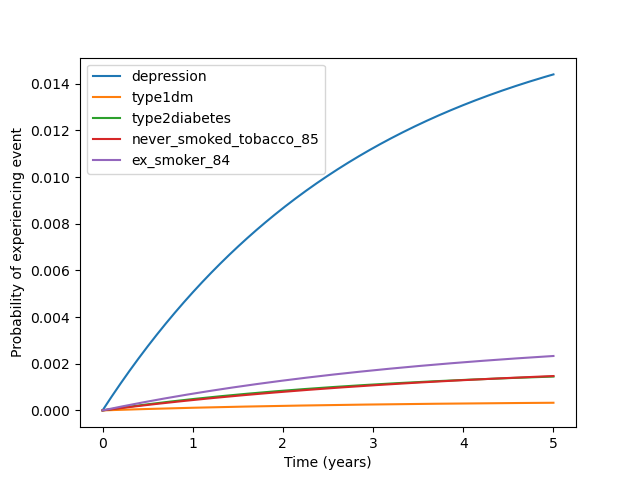 depression
type1dm
type2diabetes
never_smoked_tobacco_85
ex_smoker_84
Probability of experiencing event
0.014
0.012
0.010
0.008
0.006
0.004
0.002
0.000
0 1 2 3 4 5
Time (years)